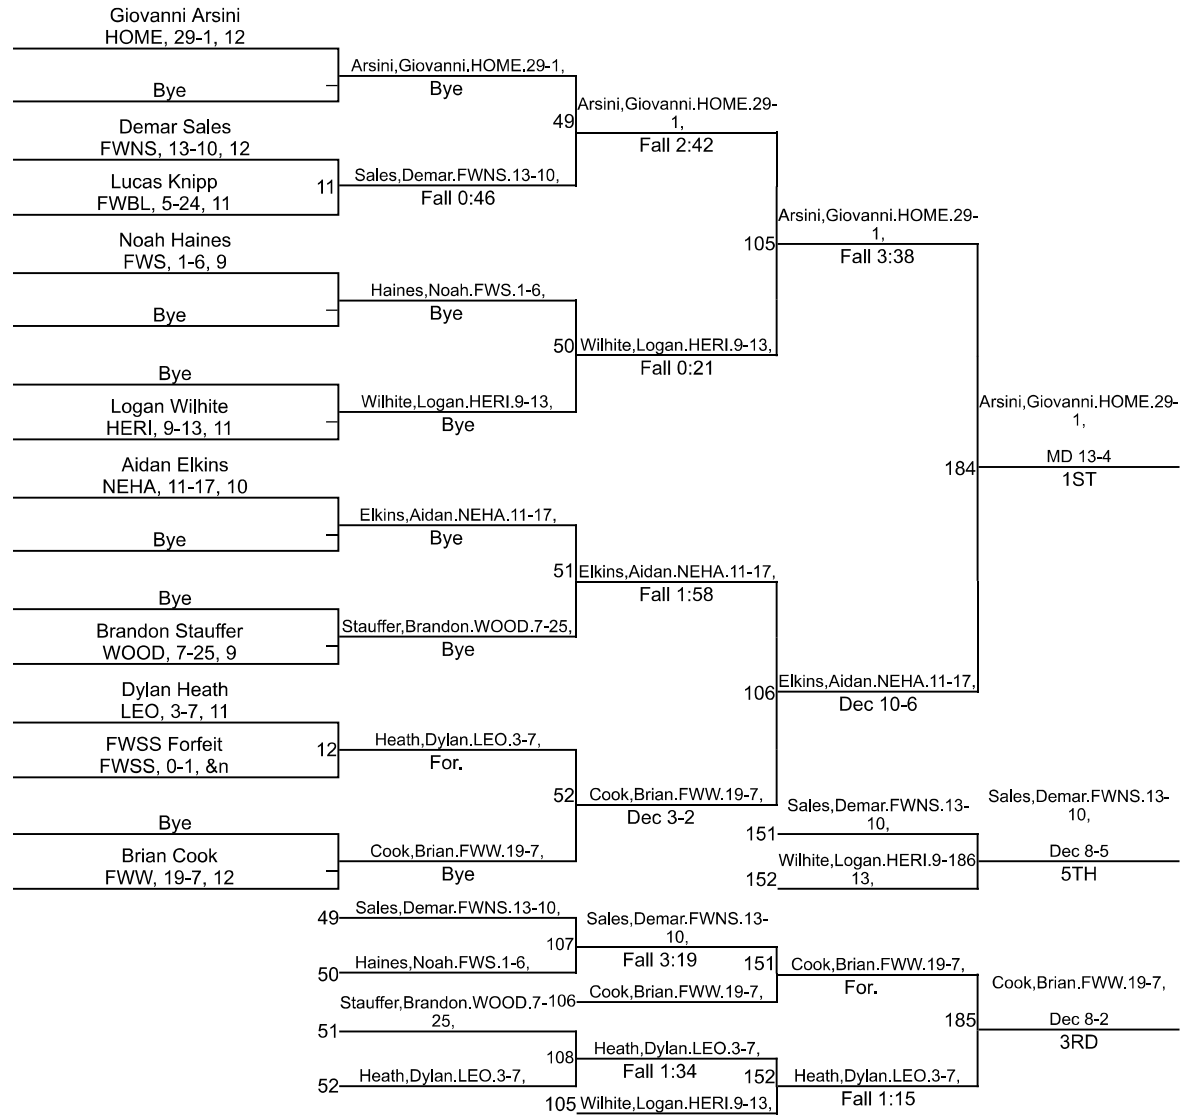 Giovanni Arsini
HOME, 29-1, 12
Arsini,Giovanni.HOME.29-1,
Bye
Bye
Arsini,Giovanni.HOME.29-
1,
49
Fall 2:42
Demar Sales
FWNS, 13-10, 12
Sales,Demar.FWNS.13-10,
11
Lucas Knipp
Fall 0:46
FWBL, 5-24, 11
Arsini,Giovanni.HOME.29-
1,
105
Fall 3:38
Noah Haines
FWS, 1-6, 9
Haines,Noah.FWS.1-6,
Bye
Bye
50
Wilhite,Logan.HERI.9-13,
Fall 0:21
Bye
Logan Wilhite
HERI, 9-13, 11
Wilhite,Logan.HERI.9-13,
Bye
Arsini,Giovanni.HOME.29-
1,
184
MD 13-4
1ST
Aidan Elkins
NEHA, 11-17, 10
Elkins,Aidan.NEHA.11-17,
Bye
Bye
51
Elkins,Aidan.NEHA.11-17,
Fall 1:58
Bye
Brandon Stauffer
WOOD, 7-25, 9
Stauffer,Brandon.WOOD.7-25,
Bye
106
Elkins,Aidan.NEHA.11-17,
Dec 10-6
Dylan Heath
LEO, 3-7, 11
FWSS Forfeit
FWSS, 0-1, &n
12
Heath,Dylan.LEO.3-7,
For.
52
Cook,Brian.FWW.19-7,
Dec 3-2
Bye
Brian Cook
FWW, 19-7, 12
Cook,Brian.FWW.19-7,
Bye
Sales,Demar.FWNS.13-
10,
151
Wilhite,Logan.HERI.9-186
13,
152
Sales,Demar.FWNS.13-
10,
Dec 8-5
5TH
49
Sales,Demar.FWNS.13-10,
50
Haines,Noah.FWS.1-6,
107
Sales,Demar.FWNS.13-
10,
Fall 3:19
151
106
Cook,Brian.FWW.19-7,
Cook,Brian.FWW.19-7,
For.
Stauffer,Brandon.WOOD.7-
25,
51
52
Heath,Dylan.LEO.3-7,
108
Heath,Dylan.LEO.3-7,
Fall 1:34
152
105
Wilhite,Logan.HERI.9-13,
Heath,Dylan.LEO.3-7,
Fall 1:15
185
Cook,Brian.FWW.19-7,
Dec 8-2
3RD